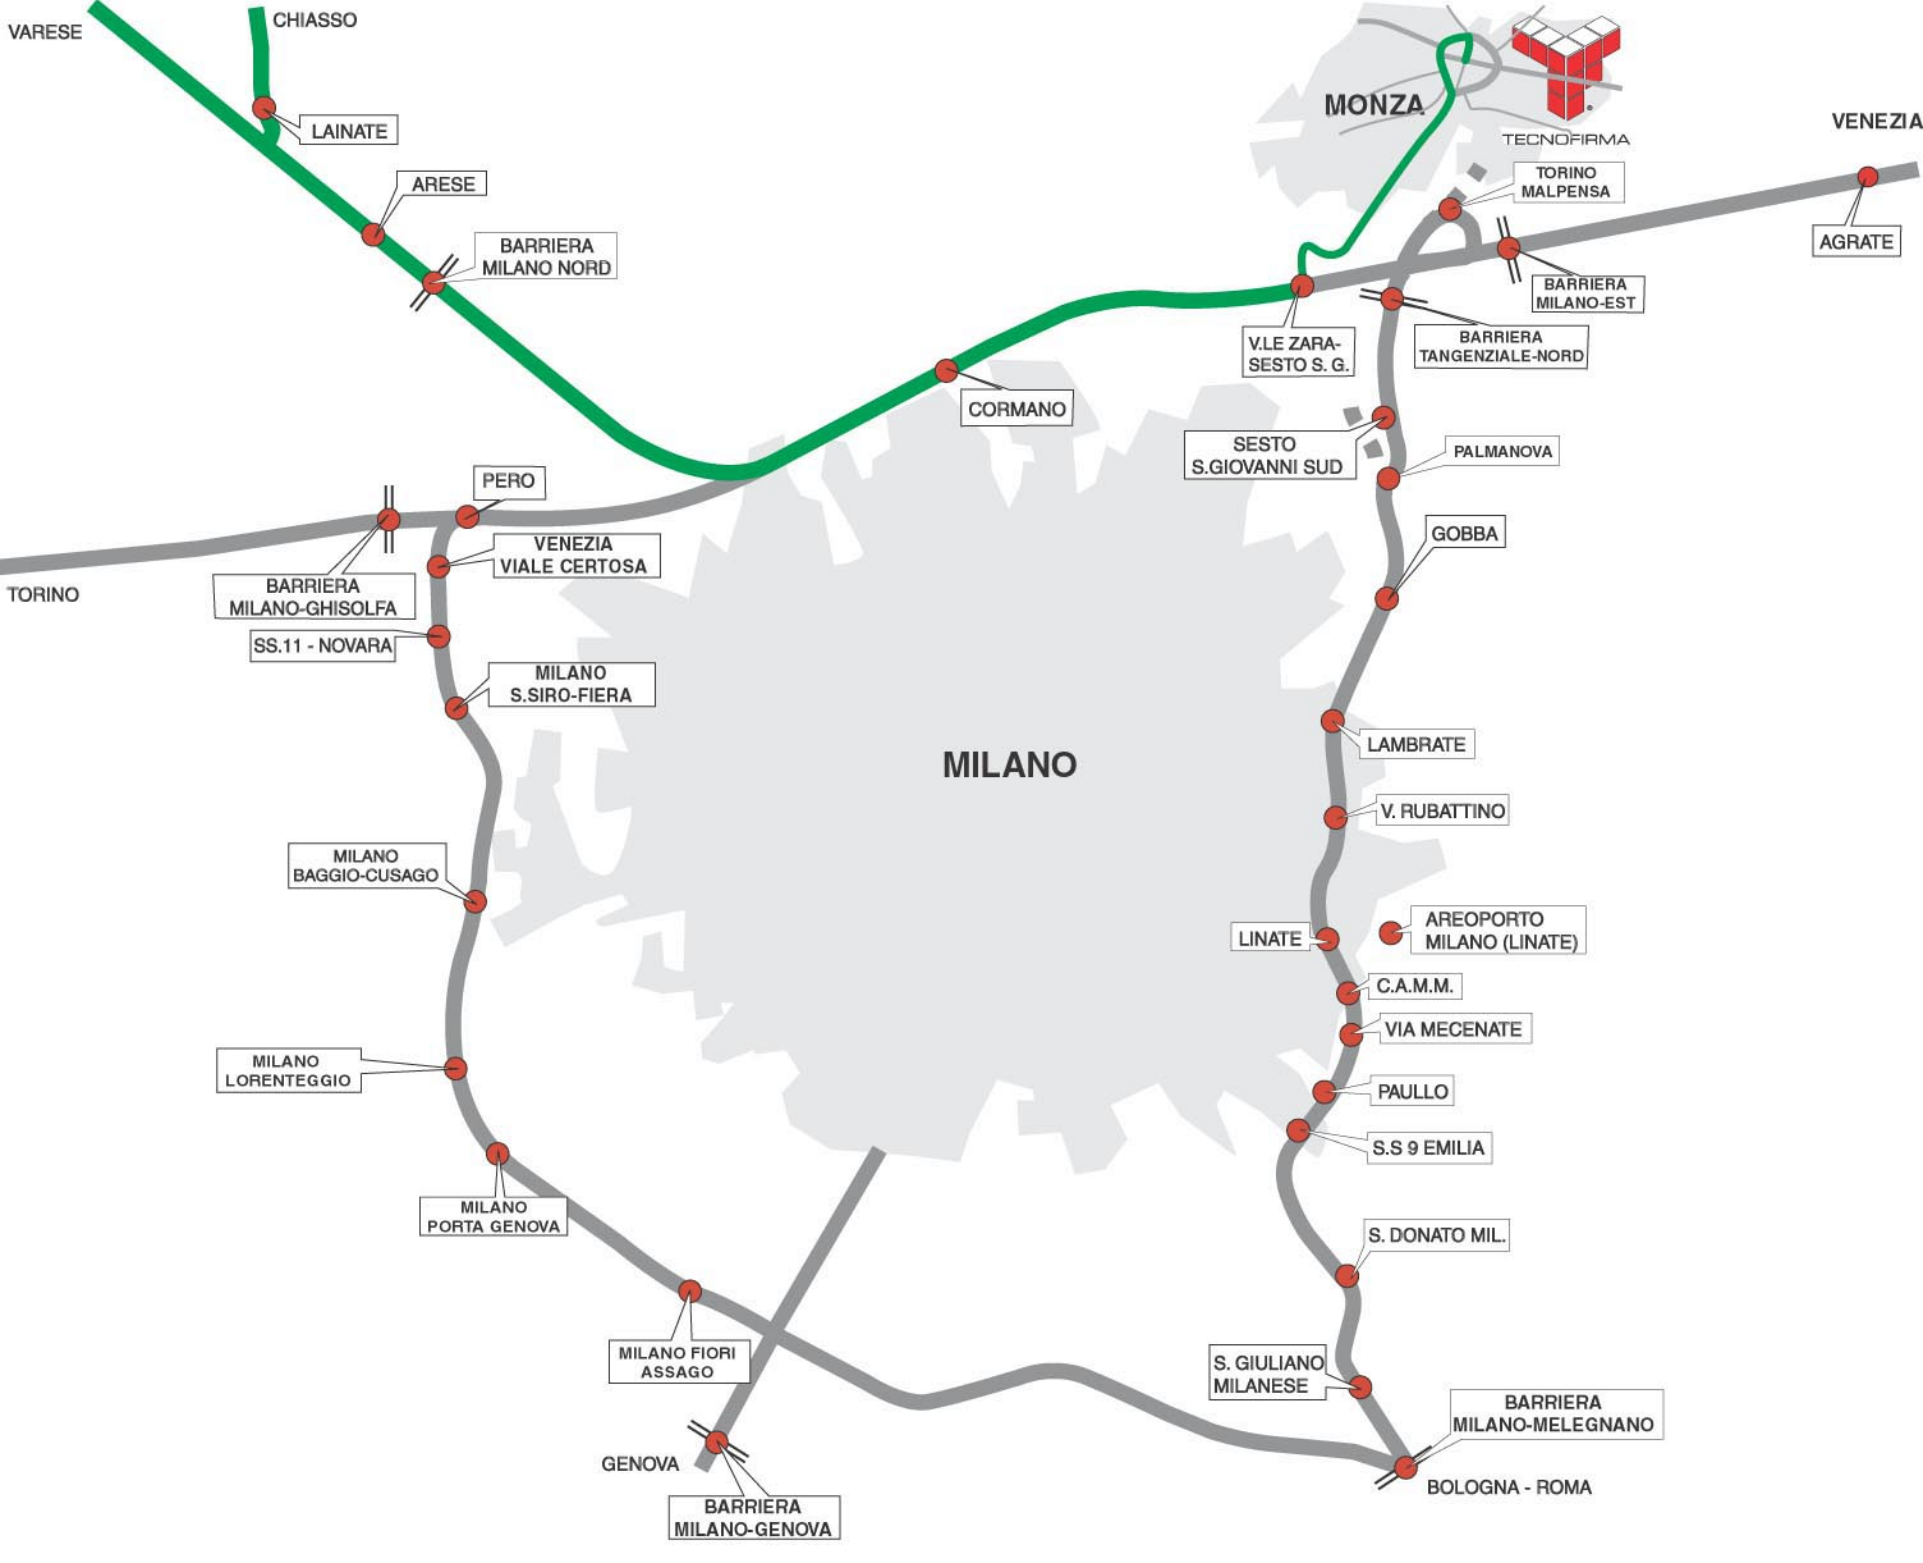 VARESE
CHIASSO
LAINATE
ARESE
BARRIERA
MILANO NORD
MONZA
TECNOFIRMA
VENEZIA
TORINO
MALPENSA
AGRATE
BARRIERA
MILANO-EST
V.LE ZARA-
SESTO S. G.
BARRIERA
TANGENZIALE-NORD
CORMANO
SESTO
S.GIOVANNI SUD
PALMANOVA
PERO
GOBBA
VENEZIA
VIALE CERTOSA
TORINO
BARRIERA
MILANO-GHISOLFA
SS.11 - NOVARA
MILANO
S.SIRO-FIERA
MILANO
LAMBRATE
V. RUBATTINO
MILANO
BAGGIO-CUSAGO
LINATE
AREOPORTO
MILANO (LINATE)
C.A.M.M.
VIA MECENATE
MILANO
LORENTEGGIO
PAULLO
S.S 9 EMILIA
MILANO
PORTA GENOVA
S. DONATO MIL.
MILANO FIORI
ASSAGO
S. GIULIANO
MILANESE
BARRIERA
MILANO-MELEGNANO
GENOVA
BOLOGNA - ROMA
BARRIERA
MILANO-GENOVA